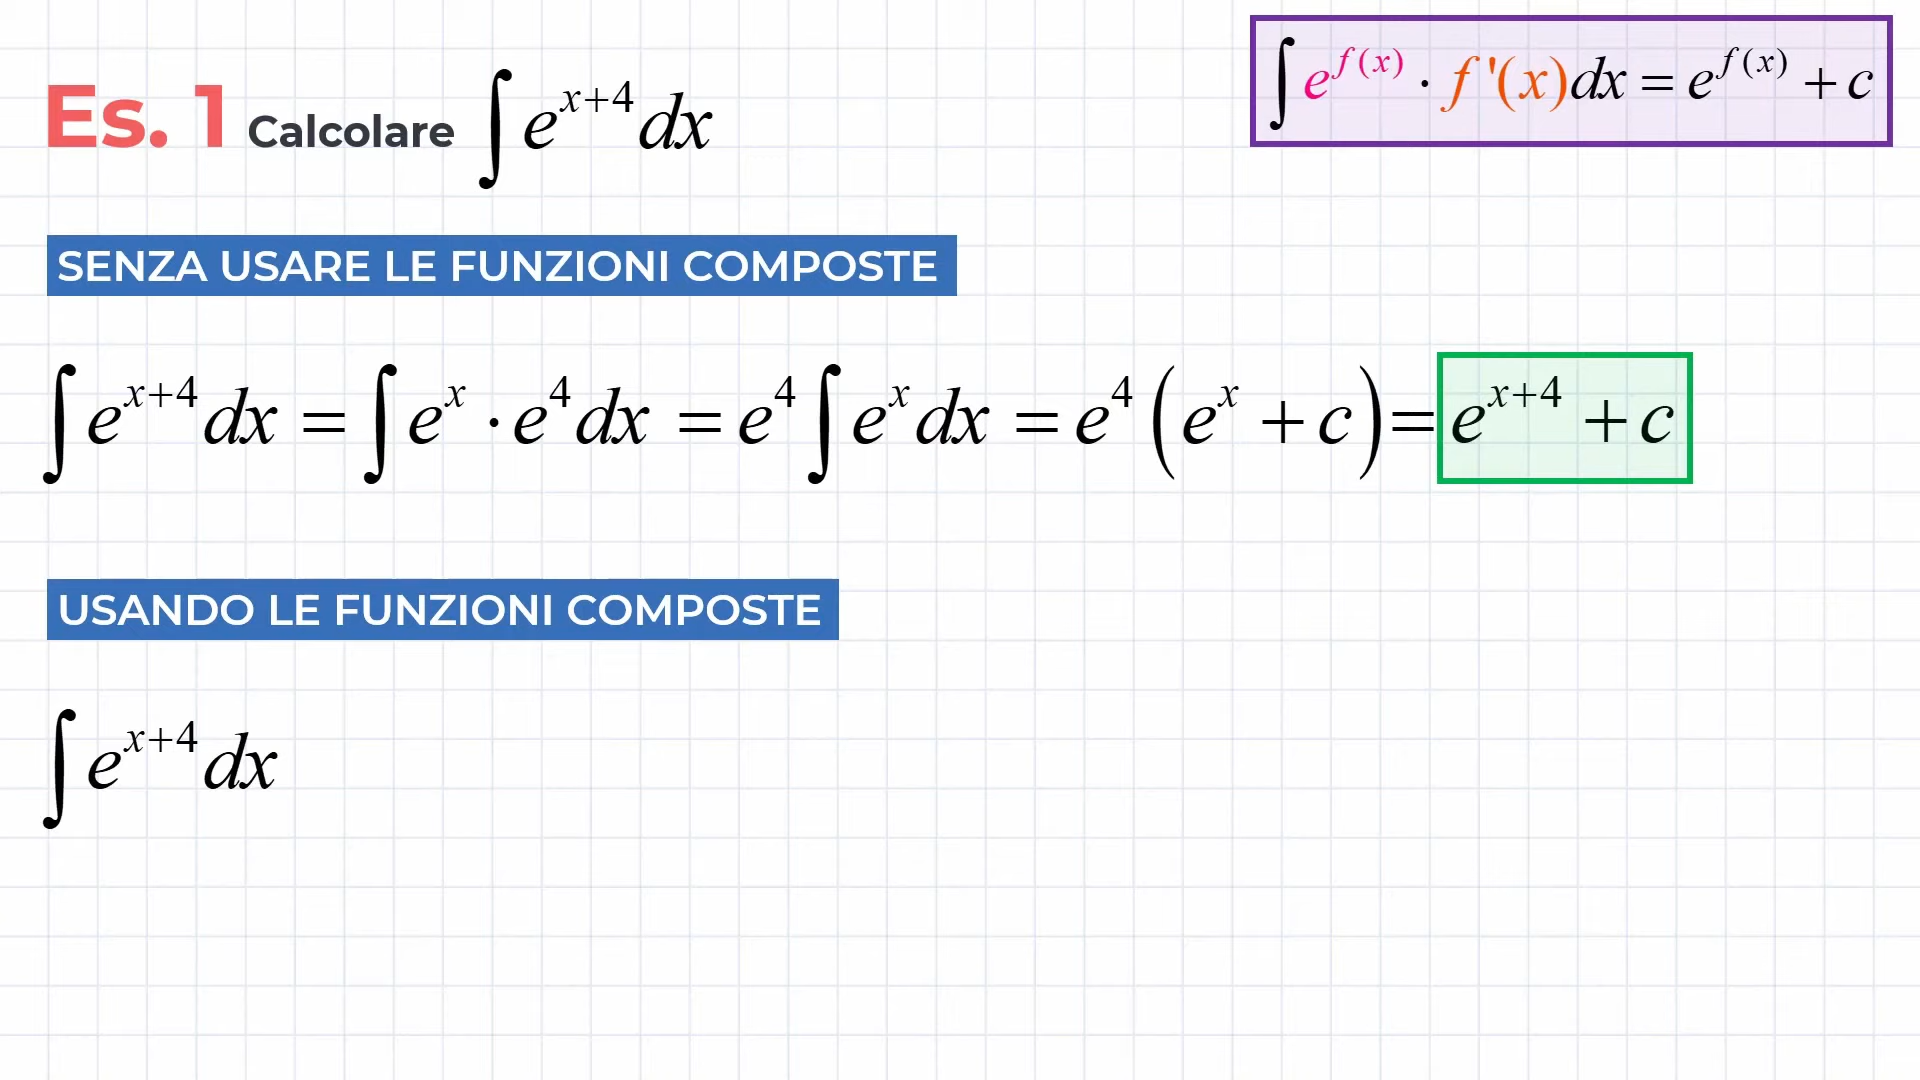 Es. 1 Calcolare ∫ e^{x+4} dx
∫ e^{f(x)} · f'(x)dx = e^{f(x)} + c
SENZA USARE LE FUNZIONI COMPOSTE
∫ e^{x+4} dx = ∫ e^x · e^4 dx = e^4 ∫ e^x dx = e^4 (e^x + c) = e^{x+4} + c
USANDO LE FUNZIONI COMPOSTE
∫ e^{x+4} dx